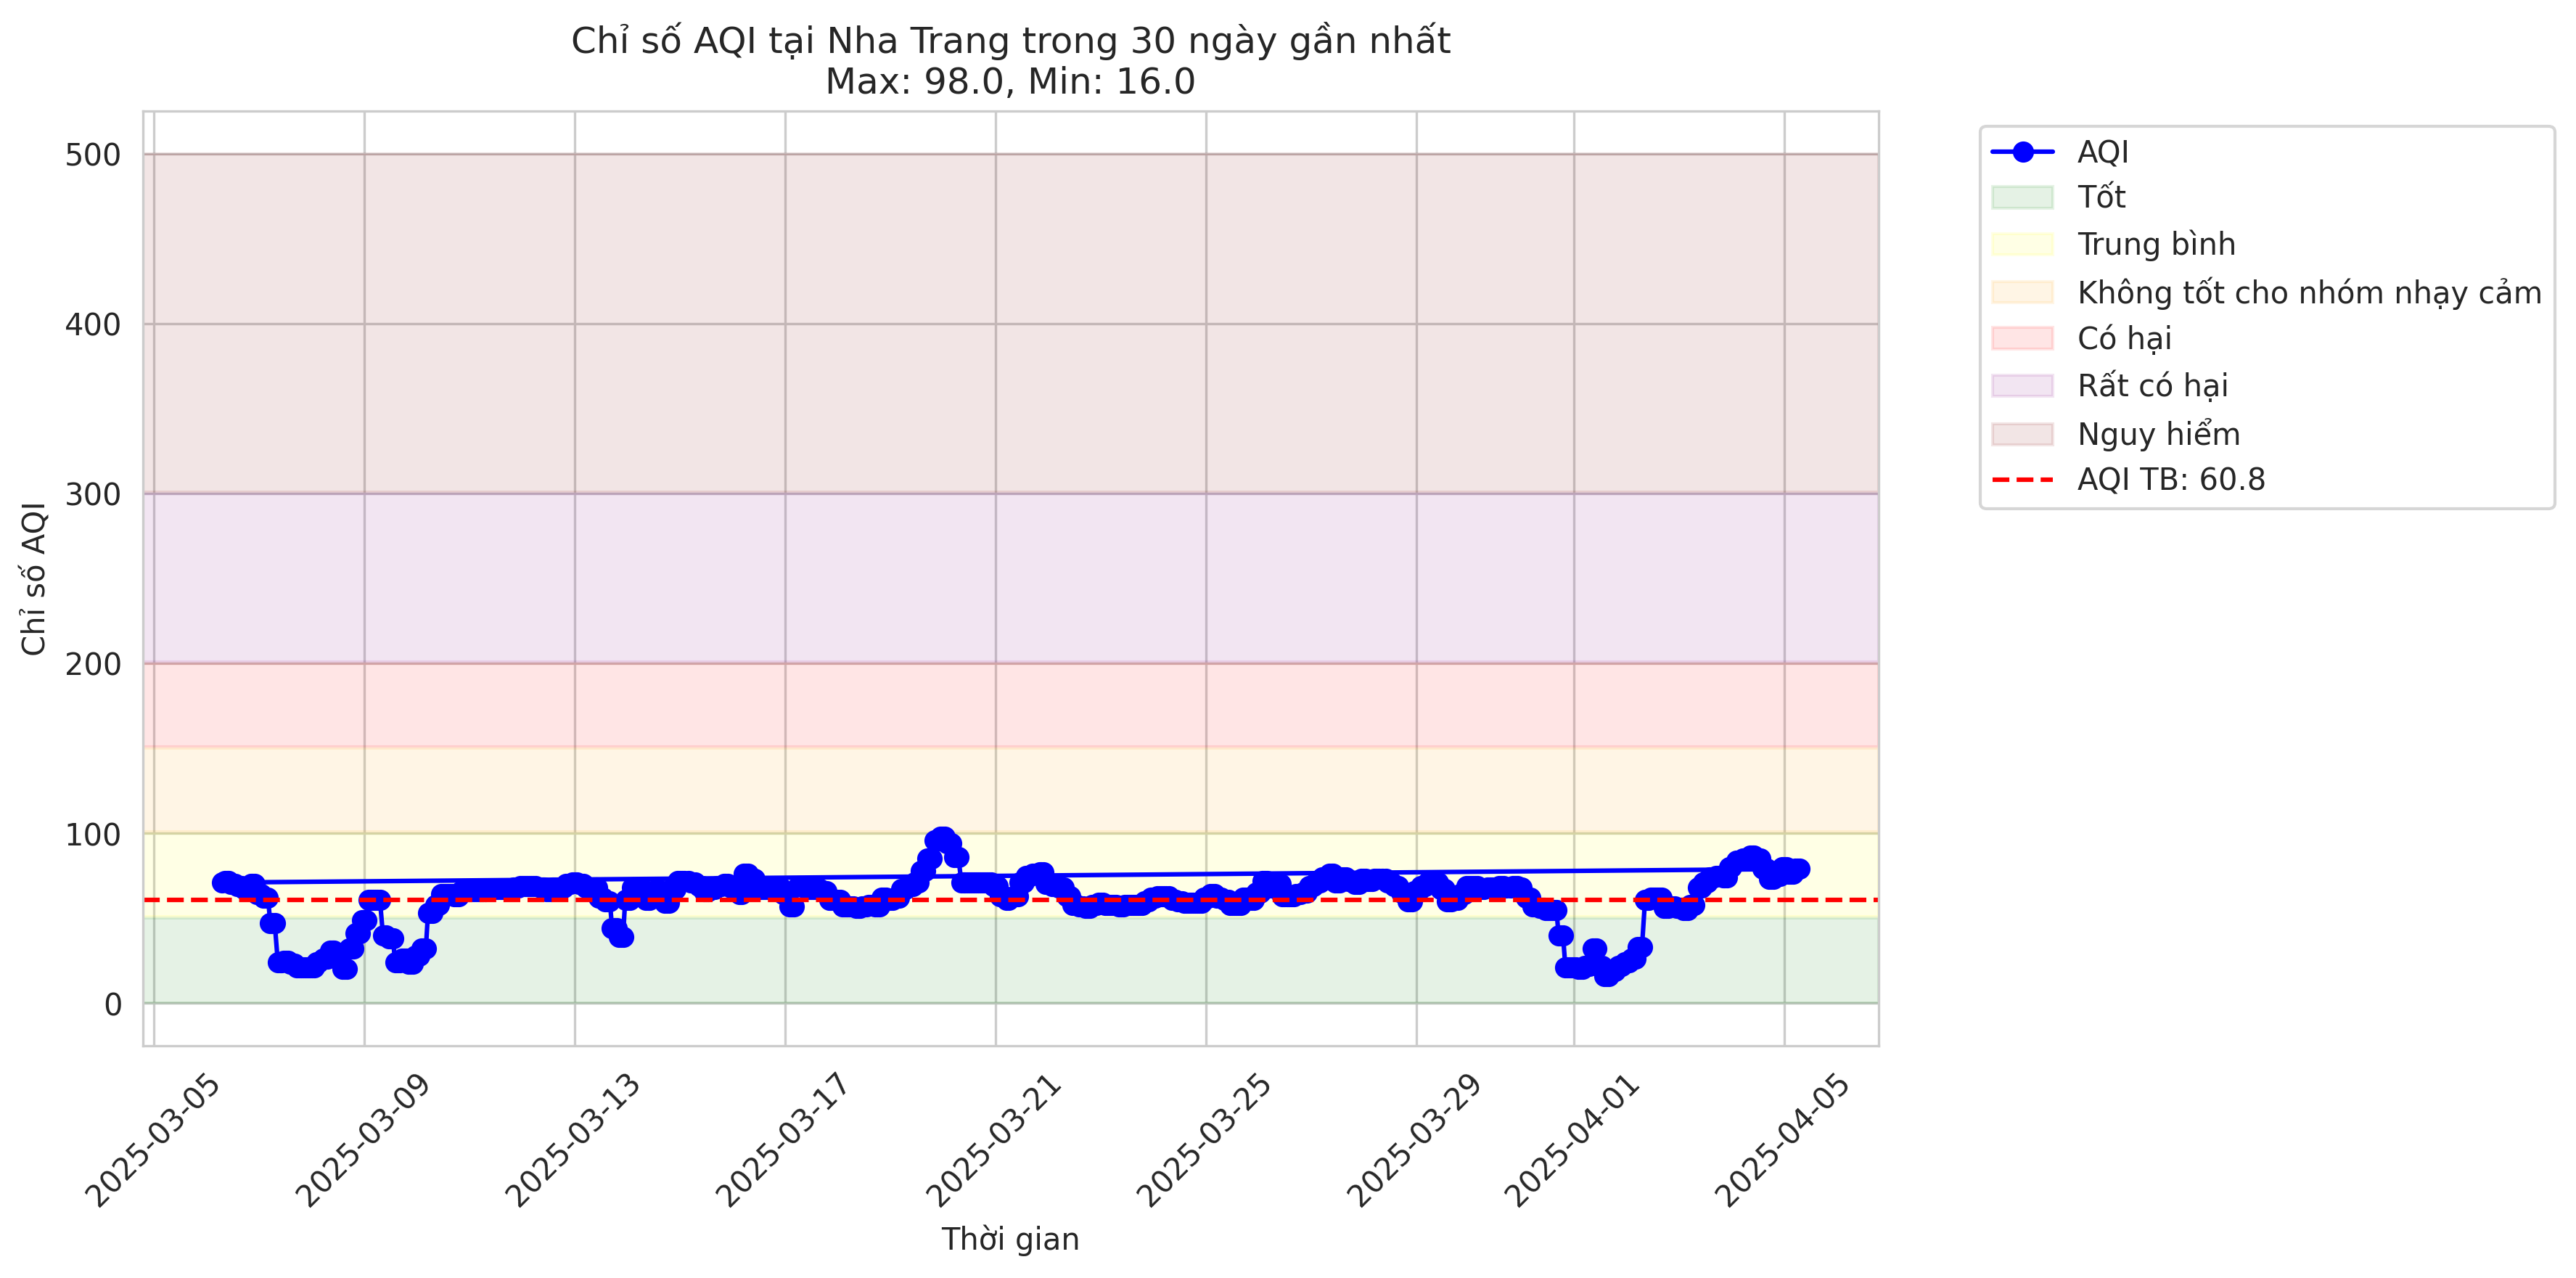 Chỉ số AQI tại Nha Trang trong 30 ngày gần nhất
Max: 98.0, Min: 16.0
Chỉ số AQI
500
400
300
200
100
0
2025-03-05
2025-03-09
2025-03-13
2025-03-17
2025-03-21
2025-03-25
2025-03-29
2025-04-01
2025-04-05
Thời gian
AQI
Tốt
Trung bình
Không tốt cho nhóm nhạy cảm
Có hại
Rất có hại
Nguy hiểm
AQI TB: 60.8